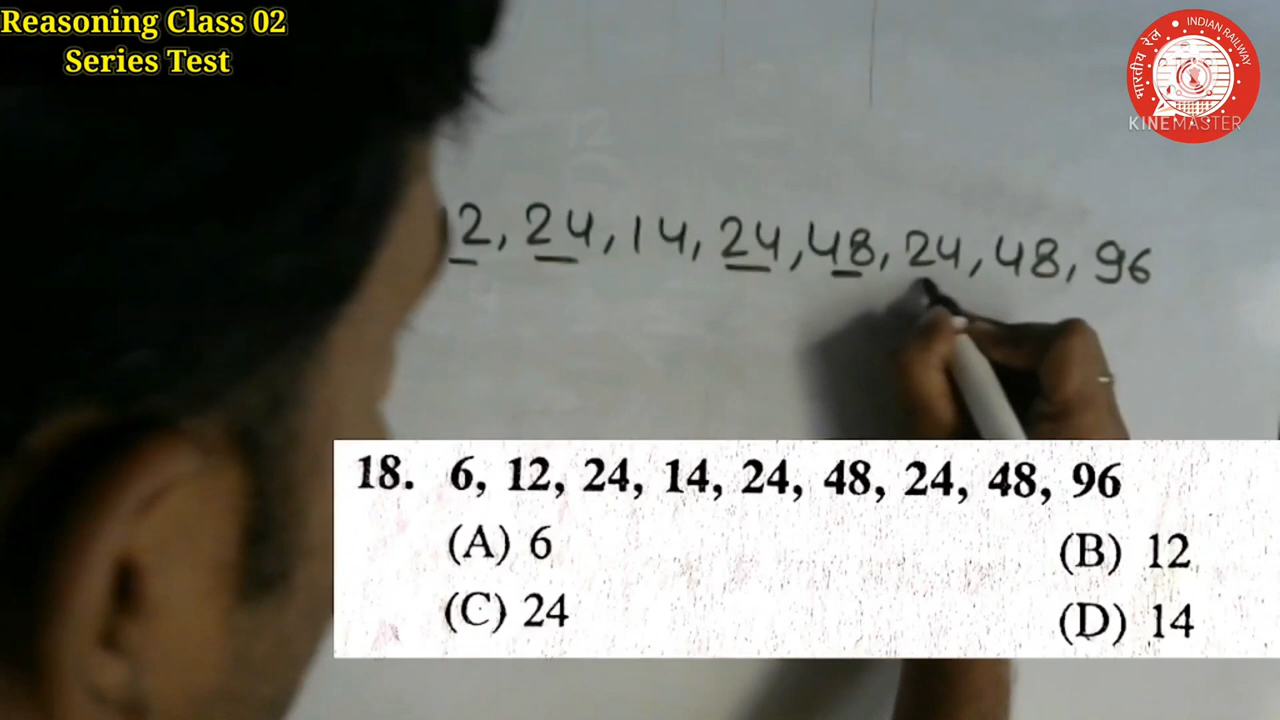 Reasoning Class 02
Series Test
भारतीय रेल INDIAN RAILWAY
KINEMASTER
12, 24, 14, 24, 48, 24, 48, 96
18. 6, 12, 24, 14, 24, 48, 24, 48, 96
(A) 6 (B) 12
(C) 24 (D) 14